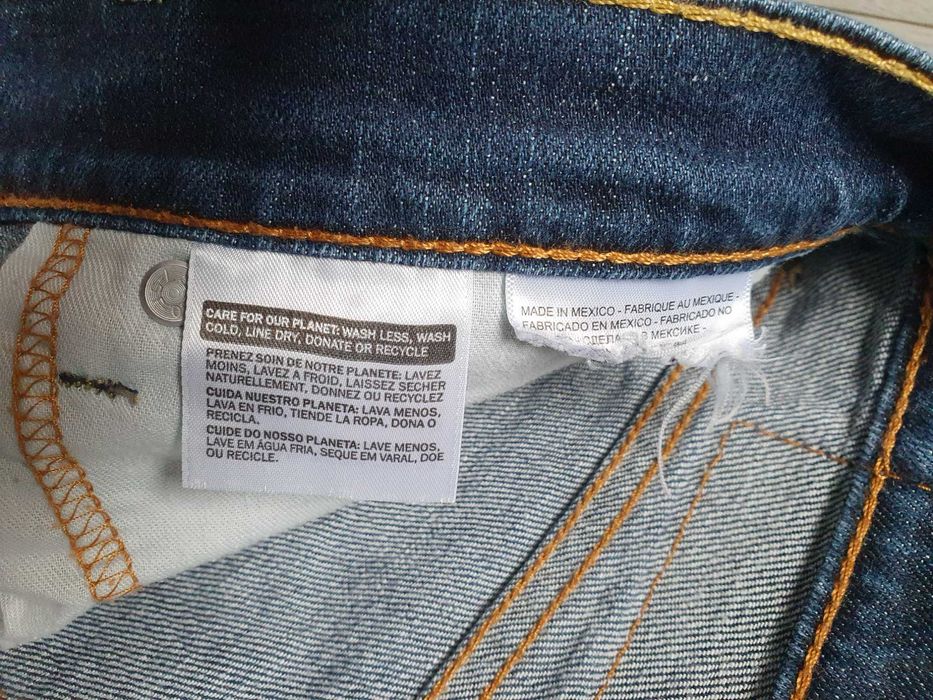 CARE FOR OUR PLANET: WASH LESS, WASH
COLD, LINE DRY, DONATE OR RECYCLE
PRENEZ SOIN DE NOTRE PLANETE: LAVEZ
MOINS, LAVEZ A FROID, LAISSEZ SECHER
NATURELLEMENT. DONNEZ OU RECYCLEZ
CUIDA NUESTRO PLANETA: LAVA MENOS,
LAVA EN FRIO, TIENDE LA ROPA, DONA O
RECICLA.
CUIDE DO NOSSO PLANETA: LAVE MENOS,
LAVE EM ÁGUA FRIA, SEQUE EM VARAL, DOE
OU RECICLE.
MADE IN MEXICO - FABRIQUE AU MEXIQUE -
FABRICADO EN MEXICO - FABRICADO NO
В МЕКСИКЕ -